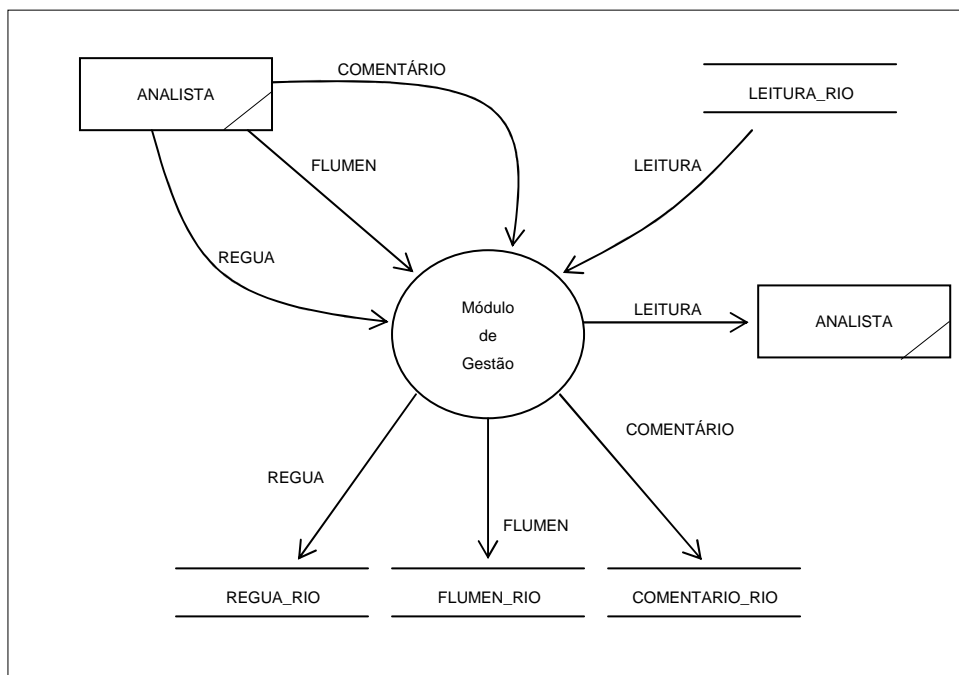 COMENTÁRIO
ANALISTA
LEITURA_RIO
FLUMEN
LEITURA
REGUA
Módulo
de
Gestão
LEITURA
ANALISTA
COMENTÁRIO
REGUA
FLUMEN
REGUA_RIO
FLUMEN_RIO
COMENTARIO_RIO